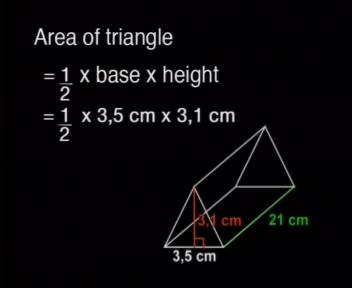 Area of triangle
= 1/2 x base x height
= 1/2 x 3,5 cm x 3,1 cm
3,1 cm
21 cm
3,5 cm